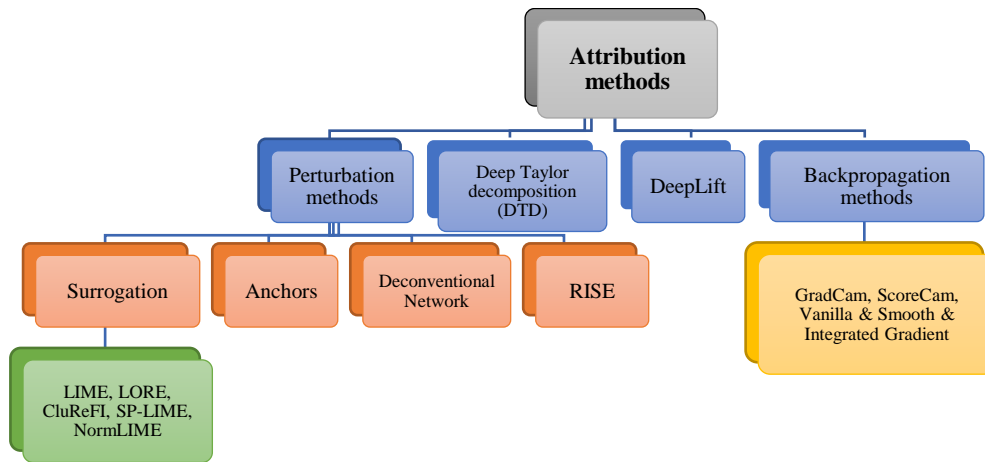 Attribution
methods
Perturbation
methods
Deep Taylor
decomposition
(DTD)
DeepLift
Backpropagation
methods
Surrogation
Anchors
Deconventional
Network
RISE
GradCam, ScoreCam,
Vanilla & Smooth &
Integrated Gradient
LIME, LORE,
CluReFI, SP-LIME,
NormLIME